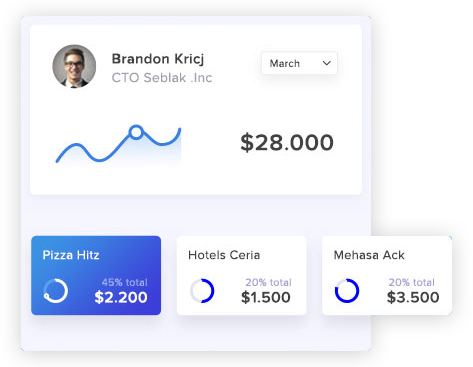 Brandon Kricj
CTO Seblak .Inc
March
$28.000
Pizza Hitz
45% total
$2.200
Hotels Ceria
20% total
$1.500
Mehasa Ack
20% total
$3.500